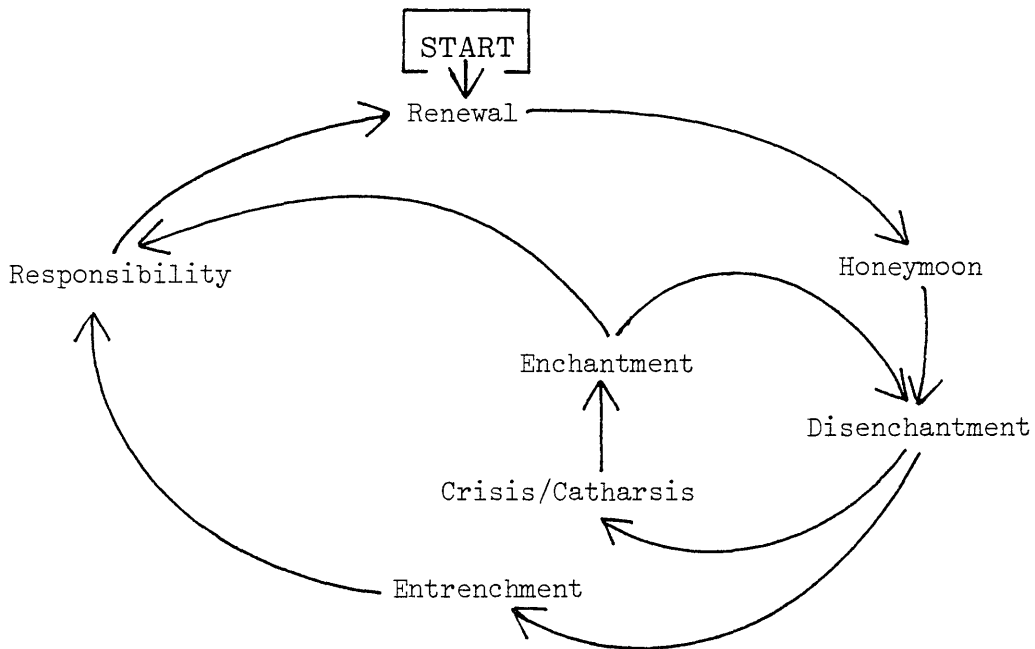 START
Renewal
Honeymoon
Responsibility
Enchantment
Disenchantment
Crisis/Catharsis
Entrenchment